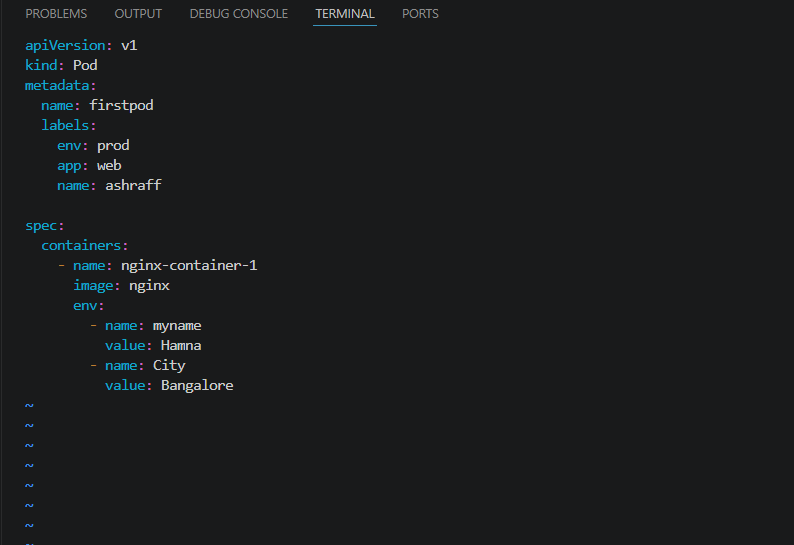 PROBLEMS OUTPUT DEBUG CONSOLE TERMINAL PORTS
apiVersion: v1
kind: Pod
metadata:
  name: firstpod
  labels:
    env: prod
    app: web
    name: ashraff

spec:
  containers:
    - name: nginx-container-1
      image: nginx
      env:
        - name: myname
          value: Hamna
        - name: City
          value: Bangalore
~
~
~
~
~
~
~
~